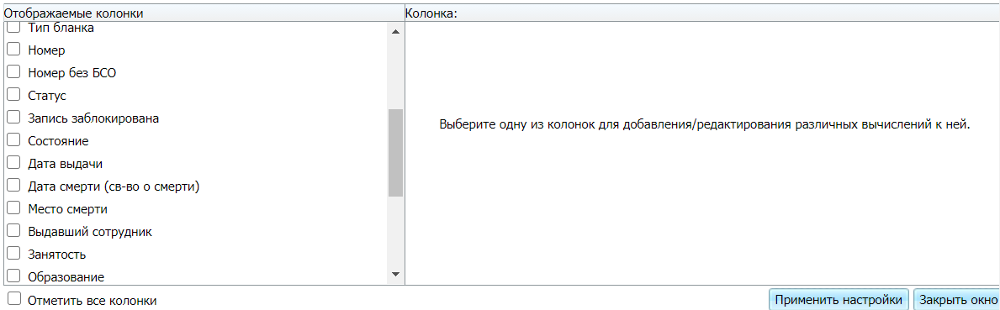 Отображаемые колонки
Колонка:
Тип бланка
Номер
Номер без БСО
Статус
Запись заблокирована
Состояние
Дата выдачи
Дата смерти (св-во о смерти)
Место смерти
Выдавший сотрудник
Занятость
Образование
Выберите одну из колонок для добавления/редактирования различных вычислений к ней.
Отметить все колонки
Применить настройки
Закрыть окно